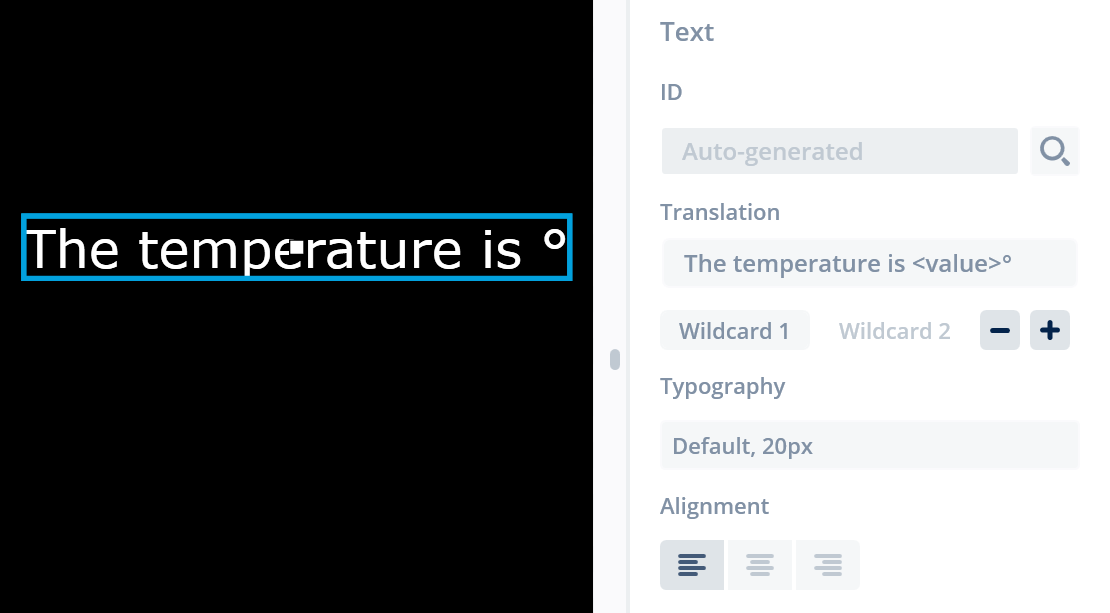 The temperature is °
Text
ID
Auto-generated
Translation
The temperature is <value>°
Wildcard 1 Wildcard 2
Typography
Default, 20px
Alignment